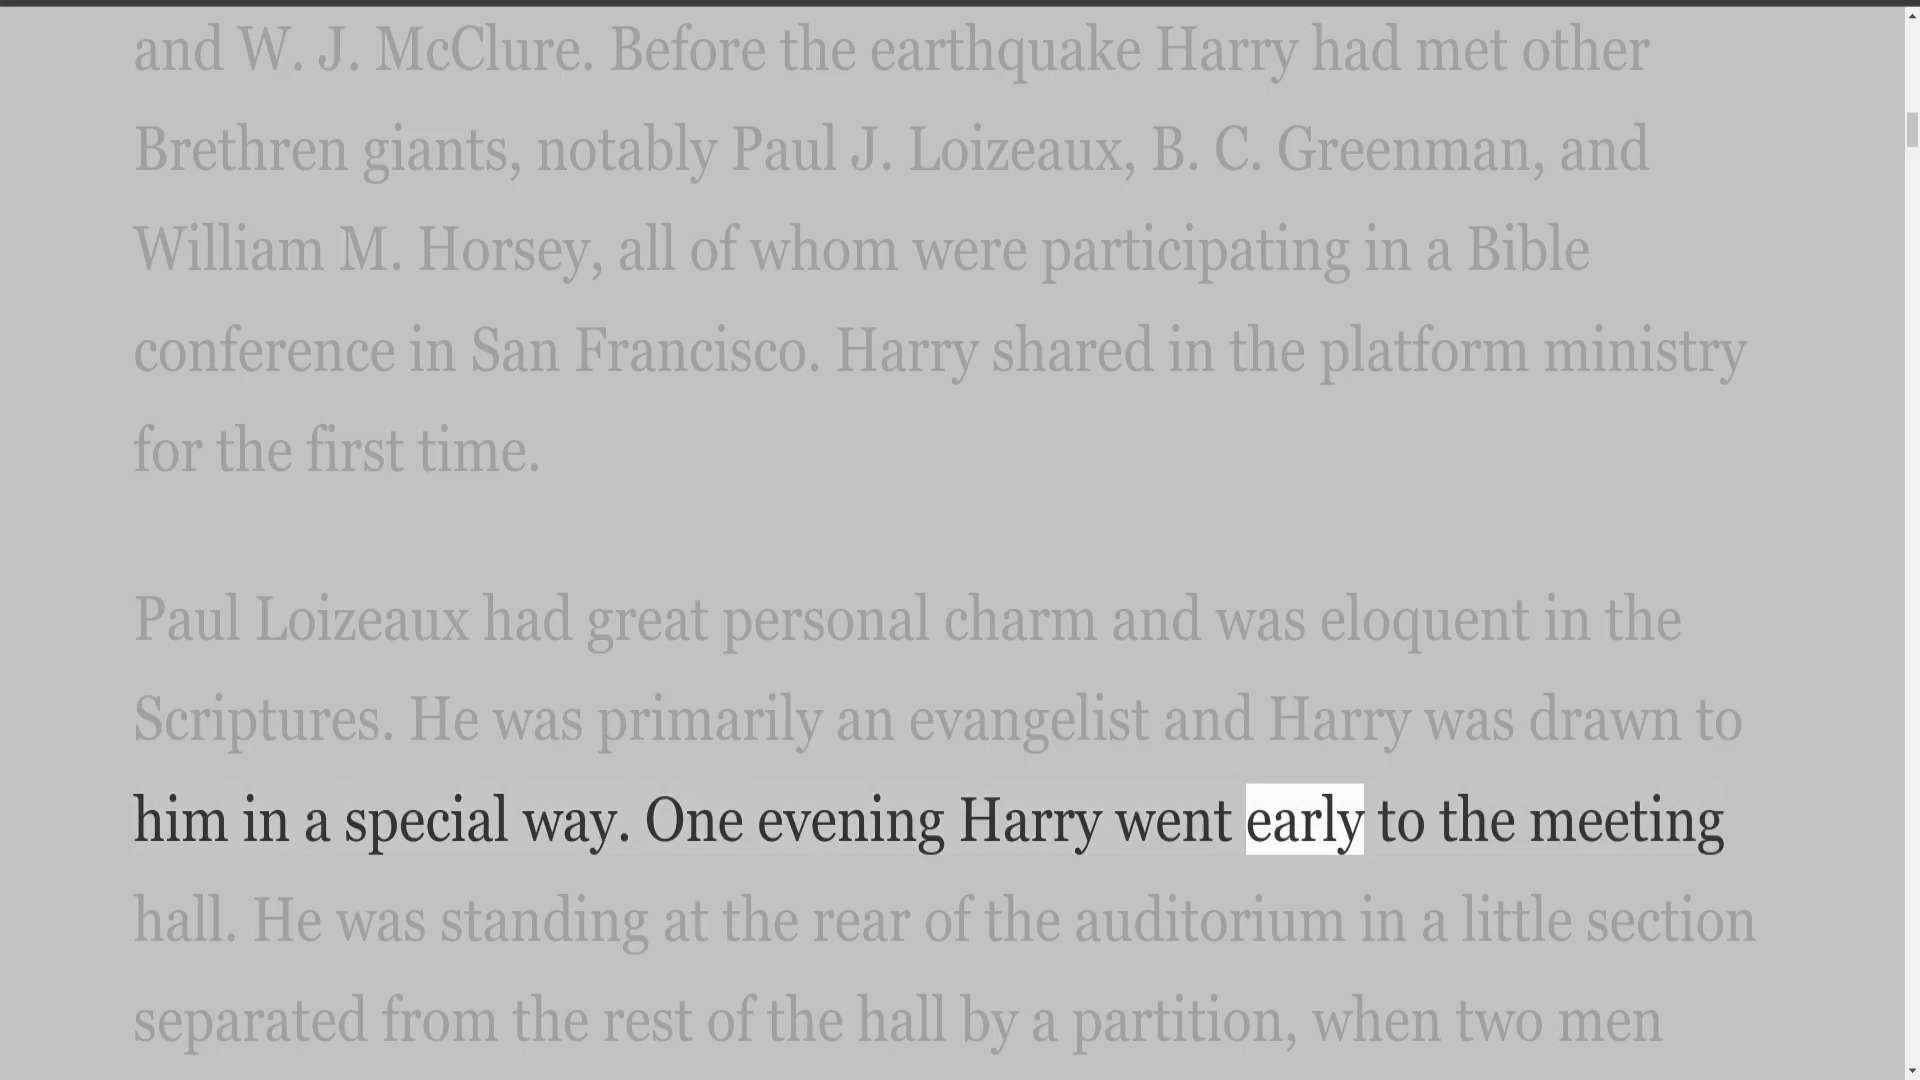 and W. J. McClure. Before the earthquake Harry had met other
Brethren giants, notably Paul J. Loizeaux, B. C. Greenman, and
William M. Horsey, all of whom were participating in a Bible
conference in San Francisco. Harry shared in the platform ministry
for the first time.
Paul Loizeaux had great personal charm and was eloquent in the
Scriptures. He was primarily an evangelist and Harry was drawn to
him in a special way. One evening Harry went early to the meeting
hall. He was standing at the rear of the auditorium in a little section
separated from the rest of the hall by a partition, when two men